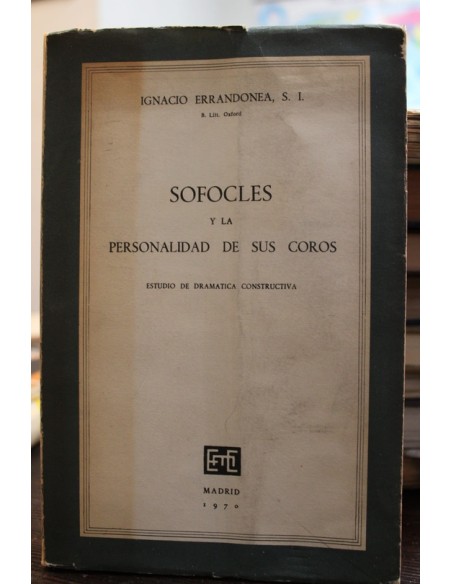 IGNACIO ERRANDONEA, S. I.
B. Litt. Oxford
SOFOCLES
Y LA
PERSONALIDAD DE SUS COROS
ESTUDIO DE DRAMATICA CONSTRUCTIVA
MADRID
1970